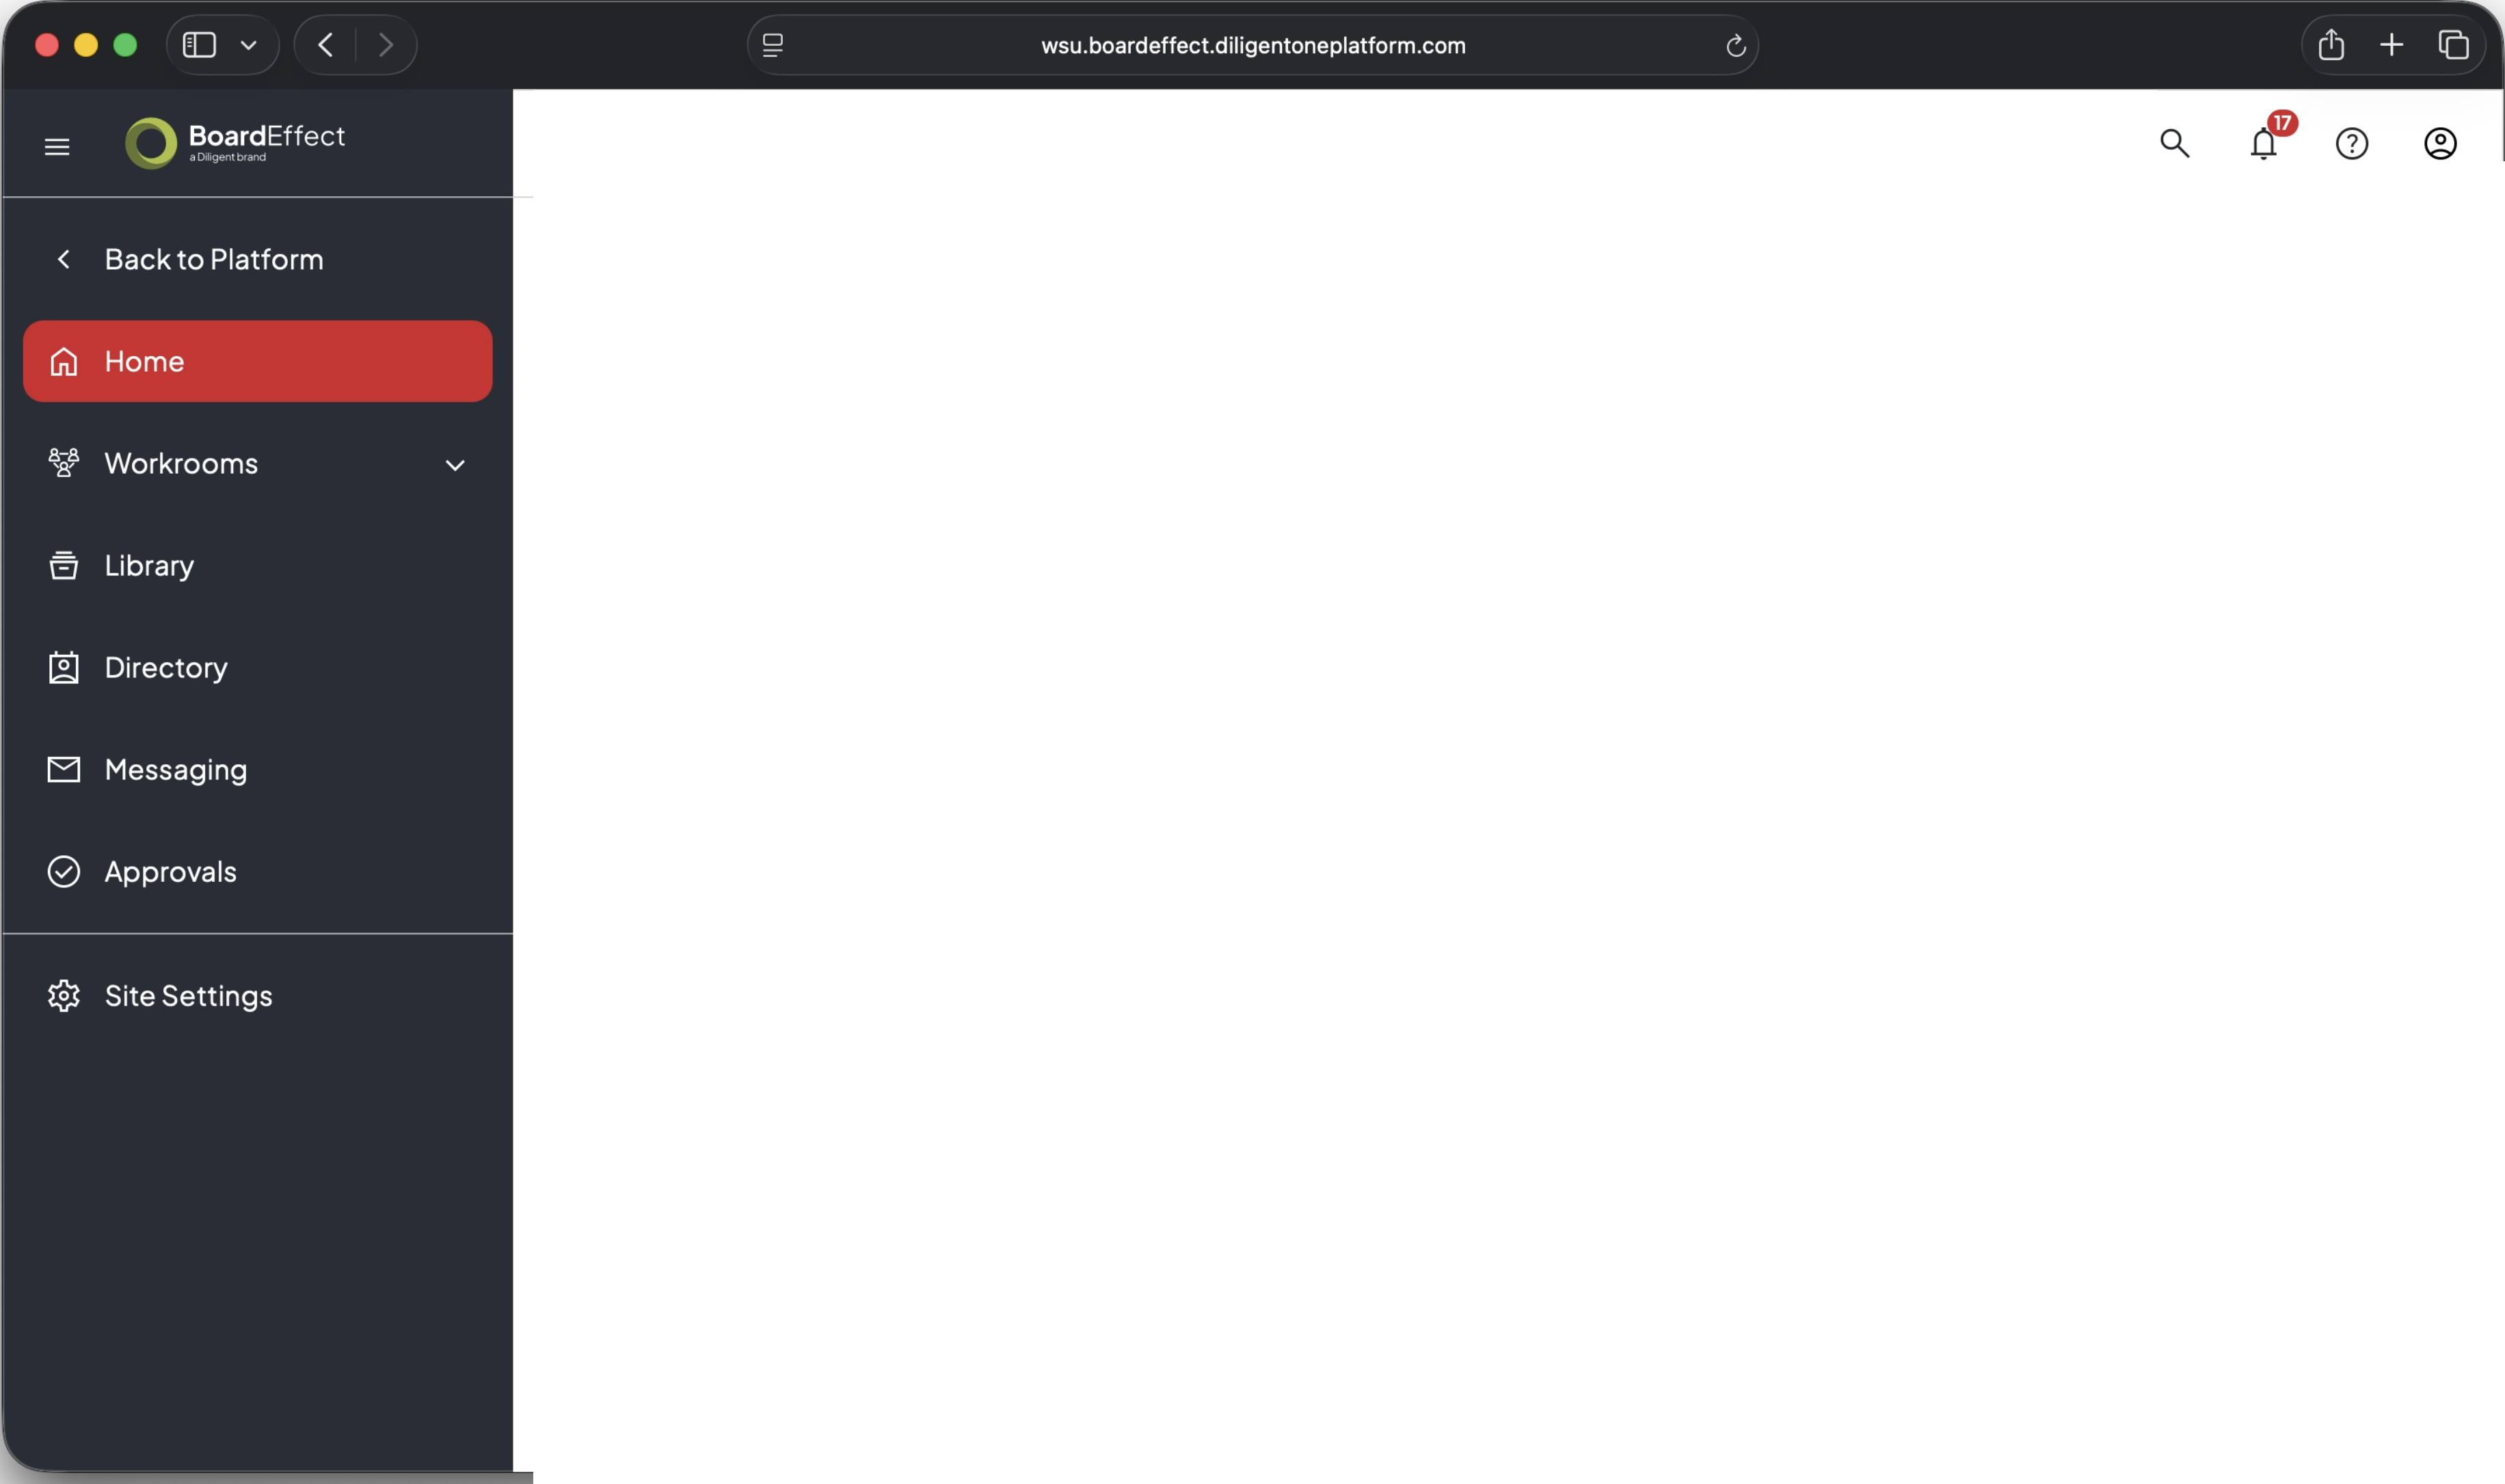 wsu.boardeffect.diligentoneplatform.com
BoardEffect
a Diligent brand
17
?
Back to Platform
Home
Workrooms
Library
Directory
Messaging
Approvals
Site Settings